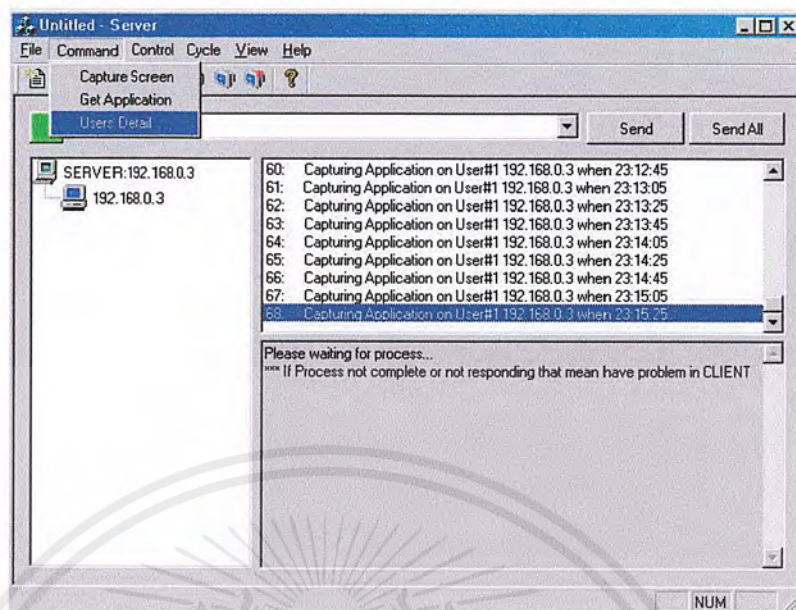 Untitled - Server
File Command Control Cycle View Help
Capture Screen
Get Application
Users Detail
Send
Send All
SERVER:192.168.0.3
192.168.0.3
60: Capturing Application on User#1 192.168.0.3 when 23:12:45
61: Capturing Application on User#1 192.168.0.3 when 23:13:05
62: Capturing Application on User#1 192.168.0.3 when 23:13:25
63: Capturing Application on User#1 192.168.0.3 when 23:13:45
64: Capturing Application on User#1 192.168.0.3 when 23:14:05
65: Capturing Application on User#1 192.168.0.3 when 23:14:25
66: Capturing Application on User#1 192.168.0.3 when 23:14:45
67: Capturing Application on User#1 192.168.0.3 when 23:15:05
68: Capturing Application on User#1 192.168.0.3 when 23:15:25
Please waiting for process...
*** If Process not complete or not responding that mean have problem in CLIENT
NUM